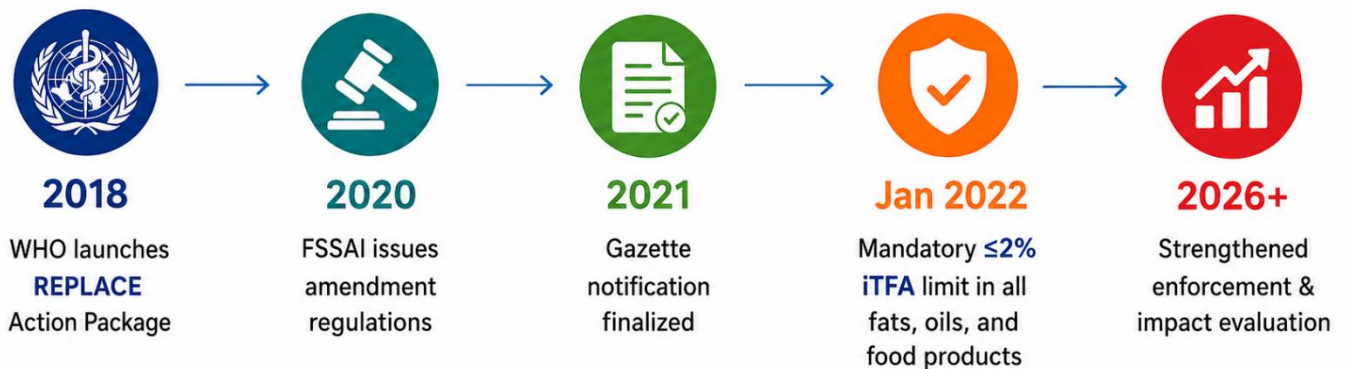 2018
WHO launches
REPLACE
Action Package
2020
FSSAI issues
amendment
regulations
2021
Gazette
notification
finalized
Jan 2022
Mandatory ≤2%
iTFA limit in all
fats, oils, and
food products
2026+
Strengthened
enforcement &
impact evaluation